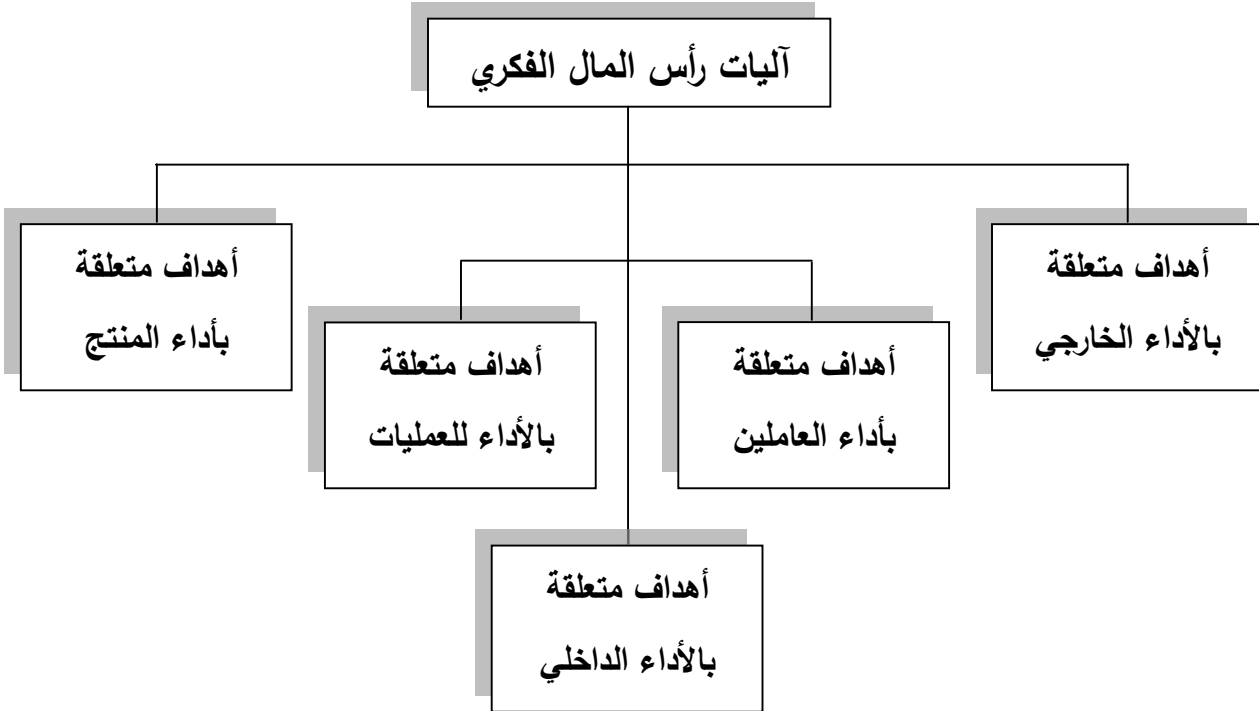 آليات رأس المال الفكري
أهداف متعلقة
بالأداء الخارجي
أهداف متعلقة
بأداء المنتج
أهداف متعلقة
بأداء العاملين
أهداف متعلقة
بالأداء للعمليات
أهداف متعلقة
بالأداء الداخلي